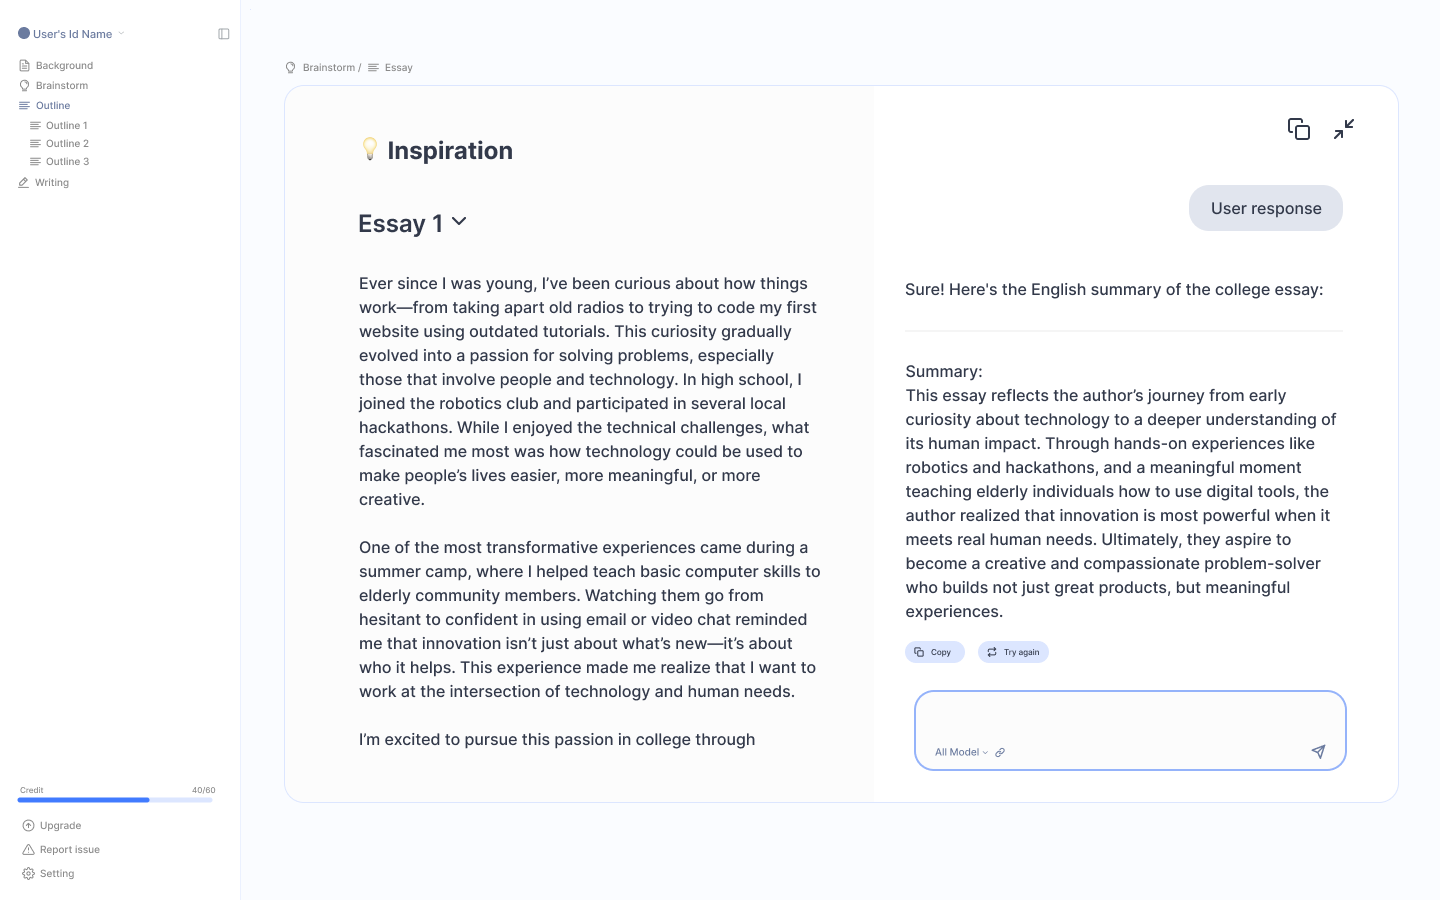 User's Id Name
Background
Brainstorm
Outline
Outline 1
Outline 2
Outline 3
Writing
Credit 40/60
Upgrade
Report issue
Setting
Brainstorm / Essay
💡 Inspiration
Essay 1
Ever since I was young, I’ve been curious about how things
work—from taking apart old radios to trying to code my first
website using outdated tutorials. This curiosity gradually
evolved into a passion for solving problems, especially
those that involve people and technology. In high school, I
joined the robotics club and participated in several local
hackathons. While I enjoyed the technical challenges, what
fascinated me most was how technology could be used to
make people’s lives easier, more meaningful, or more
creative.
One of the most transformative experiences came during a
summer camp, where I helped teach basic computer skills to
elderly community members. Watching them go from
hesitant to confident in using email or video chat reminded
me that innovation isn’t just about what’s new—it’s about
who it helps. This experience made me realize that I want to
work at the intersection of technology and human needs.
I’m excited to pursue this passion in college through
User response
Sure! Here's the English summary of the college essay:
Summary:
This essay reflects the author’s journey from early
curiosity about technology to a deeper understanding of
its human impact. Through hands-on experiences like
robotics and hackathons, and a meaningful moment
teaching elderly individuals how to use digital tools, the
author realized that innovation is most powerful when it
meets real human needs. Ultimately, they aspire to
become a creative and compassionate problem-solver
who builds not just great products, but meaningful
experiences.
Copy
Try again
All Model